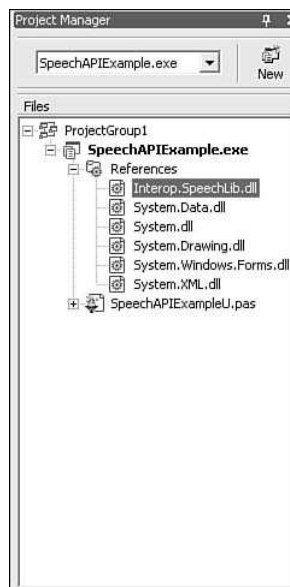 Project Manager
SpeechAPIExample.exe
New
Files
ProjectGroup1
SpeechAPIExample.exe
References
Interop.SpeechLib.dll
System.Data.dll
System.dll
System.Drawing.dll
System.Windows.Forms.dll
System.XML.dll
SpeechAPIExampleU.pas